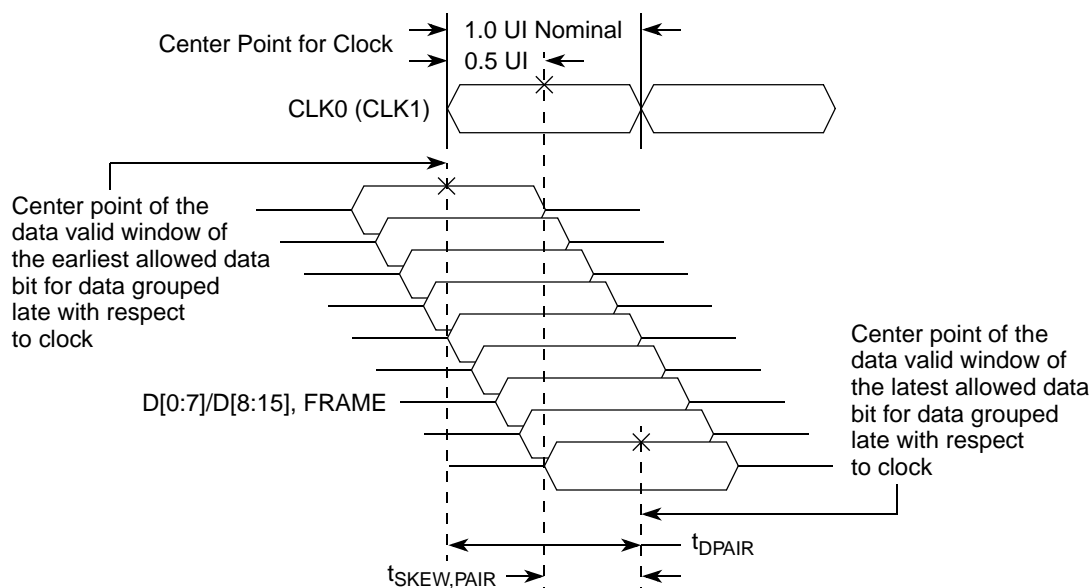 1.0 UI Nominal
Center Point for Clock
0.5 UI
CLK0 (CLK1)
Center point of the
data valid window of
the earliest allowed data
bit for data grouped
late with respect
to clock
Center point of the
data valid window of
the latest allowed data
bit for data grouped
late with respect
to clock
D[0:7]/D[8:15], FRAME
tDPAIR
tSKEW,PAIR